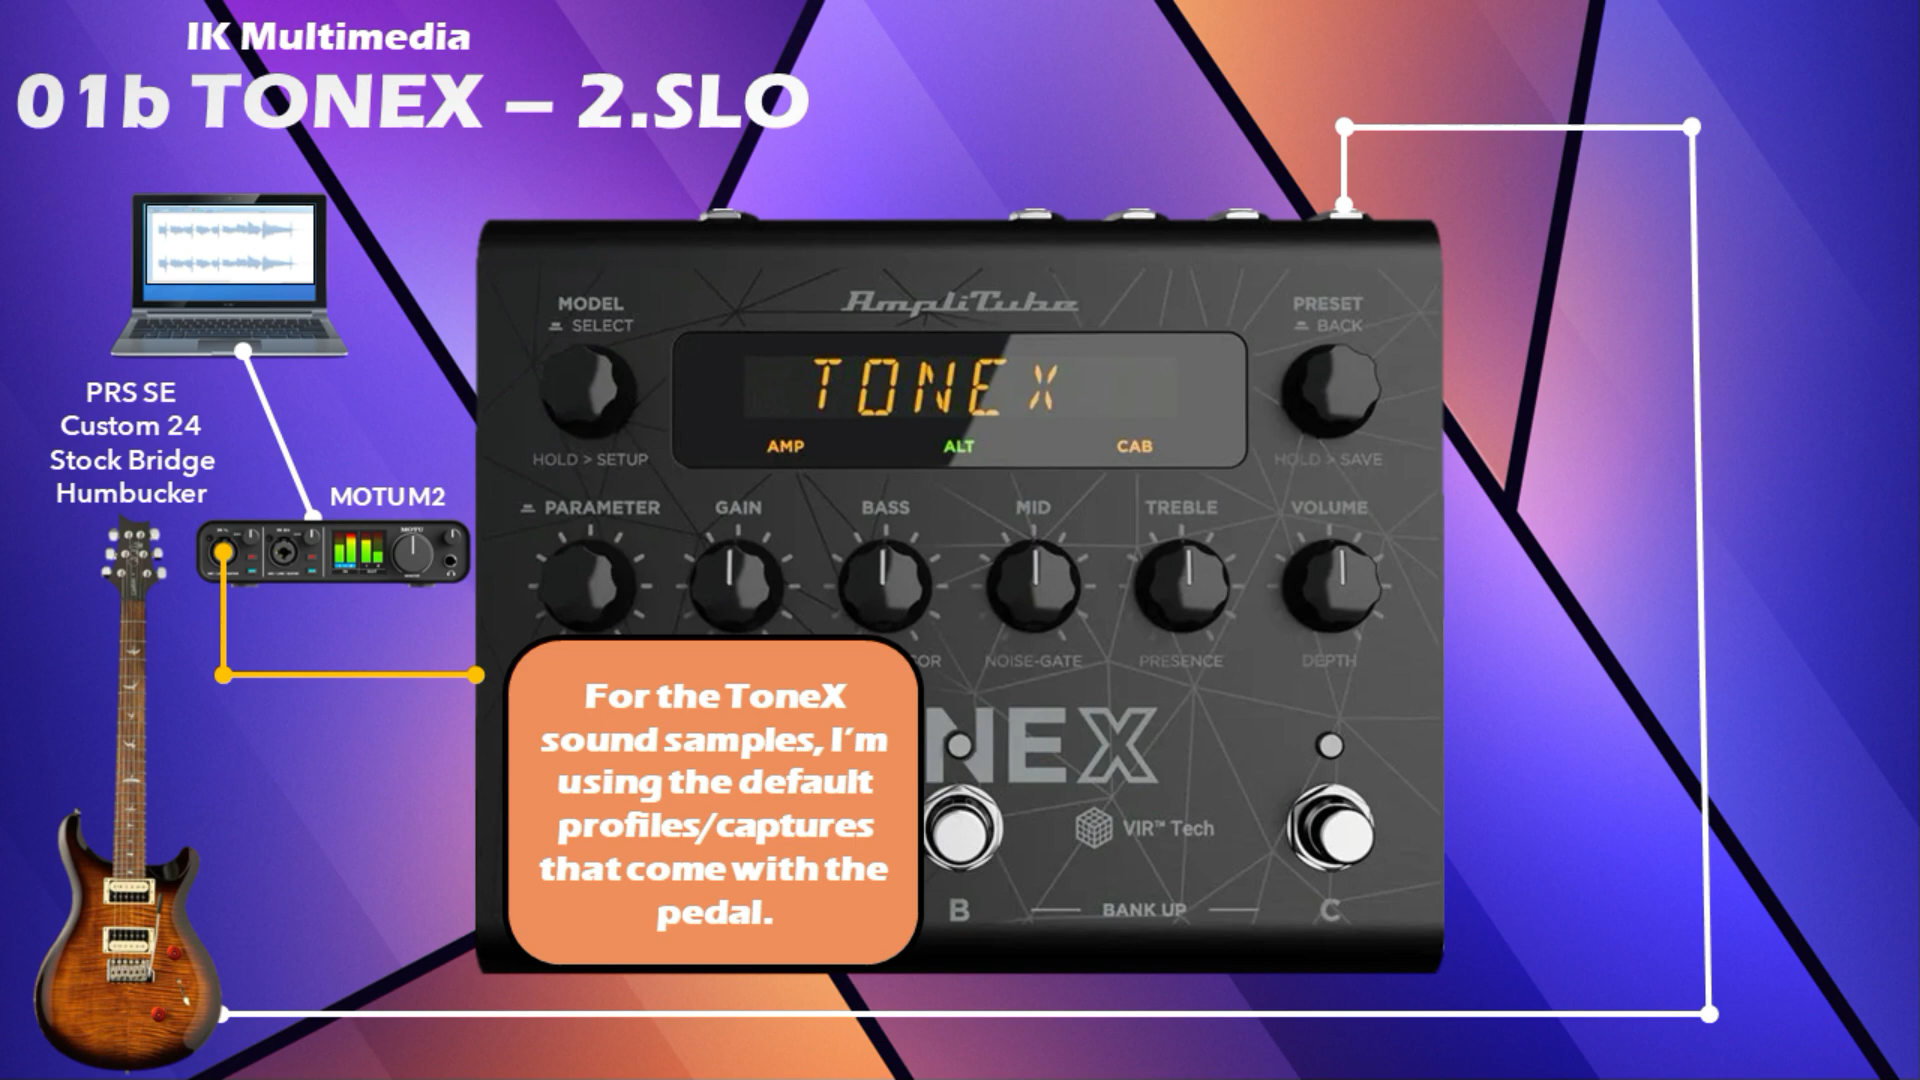 IK Multimedia
01b TONEX – 2.SLO
PRS SE
Custom 24
Stock Bridge
Humbucker
MOTU M2
MOTU
AmpliTube
MODEL
SELECT
PRESET
BACK
TONEX
AMP ALT CAB
HOLD > SETUP
HOLD > SAVE
PARAMETER GAIN BASS MID TREBLE VOLUME
NOISE-GATE PRESENCE DEPTH
NEX
For the ToneX
sound samples, I'm
using the default
profiles/captures
that come with the
pedal.
VIR™ Tech
B BANK UP C